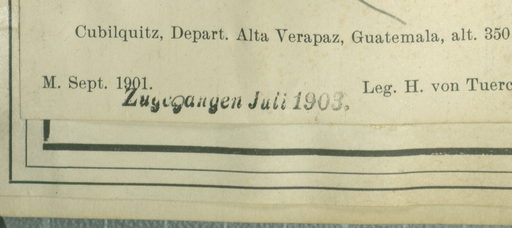 Cubilquitz, Depart. Alta Verapaz, Guatemala, alt. 350
M. Sept. 1901. Leg. H. von Tuerc
Zugegangen Juli 1903.